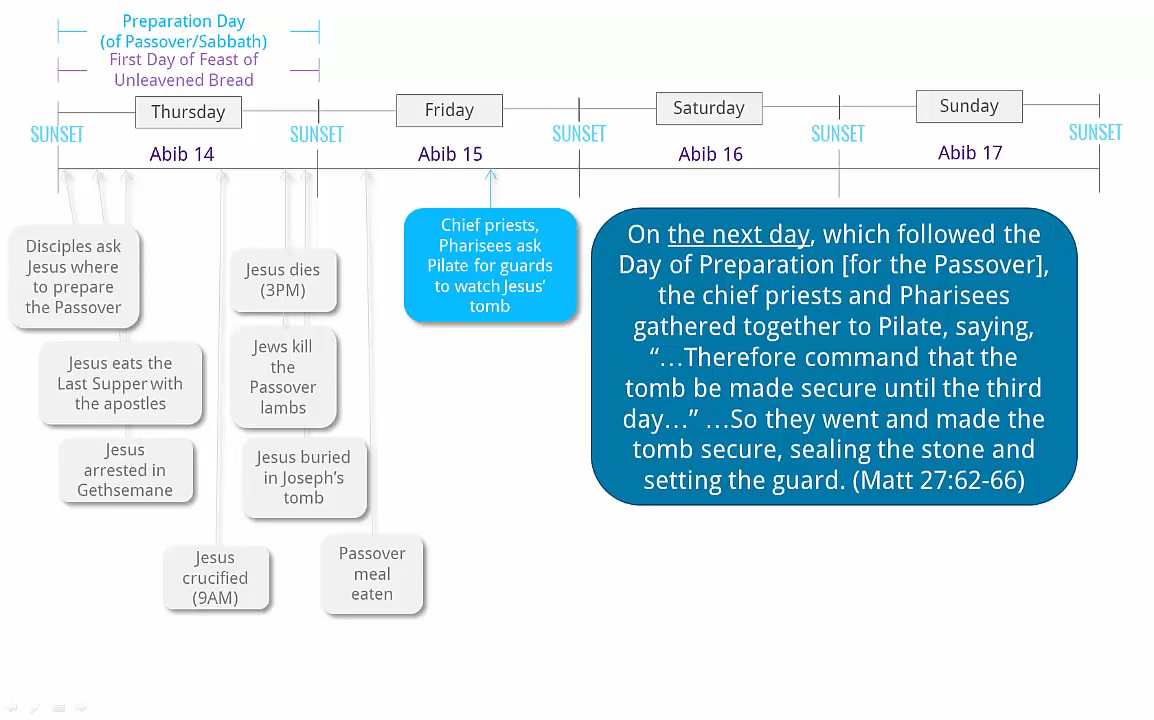 Preparation Day
(of Passover/Sabbath)
First Day of Feast of
Unleavened Bread
Thursday
Friday
Saturday
Sunday
SUNSET
SUNSET
SUNSET
SUNSET
SUNSET
Abib 14
Abib 15
Abib 16
Abib 17
Disciples ask
Jesus where
to prepare
the Passover
Jesus eats the
Last Supper with
the apostles
Jesus
arrested in
Gethsemane
Jesus
crucified
(9AM)
Jesus dies
(3PM)
Jews kill
the
Passover
lambs
Jesus buried
in Joseph's
tomb
Passover
meal
eaten
Chief priests,
Pharisees ask
Pilate for guards
to watch Jesus'
tomb
On the next day, which followed the
Day of Preparation [for the Passover],
the chief priests and Pharisees
gathered together to Pilate, saying,
“…Therefore command that the
tomb be made secure until the third
day…” …So they went and made the
tomb secure, sealing the stone and
setting the guard. (Matt 27:62-66)